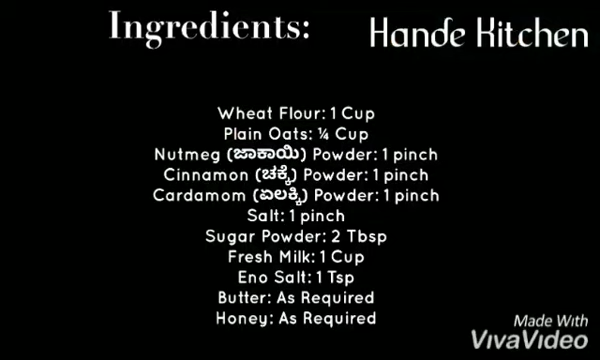 Ingredients:
Hande Kitchen
Wheat Flour: 1 Cup
Plain Oats: ¼ Cup
Nutmeg (ಜಾಕಾಯಿ) Powder: 1 pinch
Cinnamon (ಚಕ್ಕೆ) Powder: 1 pinch
Cardamom (ಏಲಕ್ಕಿ) Powder: 1 pinch
Salt: 1 pinch
Sugar Powder: 2 Tbsp
Fresh Milk: 1 Cup
Eno Salt: 1 Tsp
Butter: As Required
Honey: As Required
Made With
VivaVideo